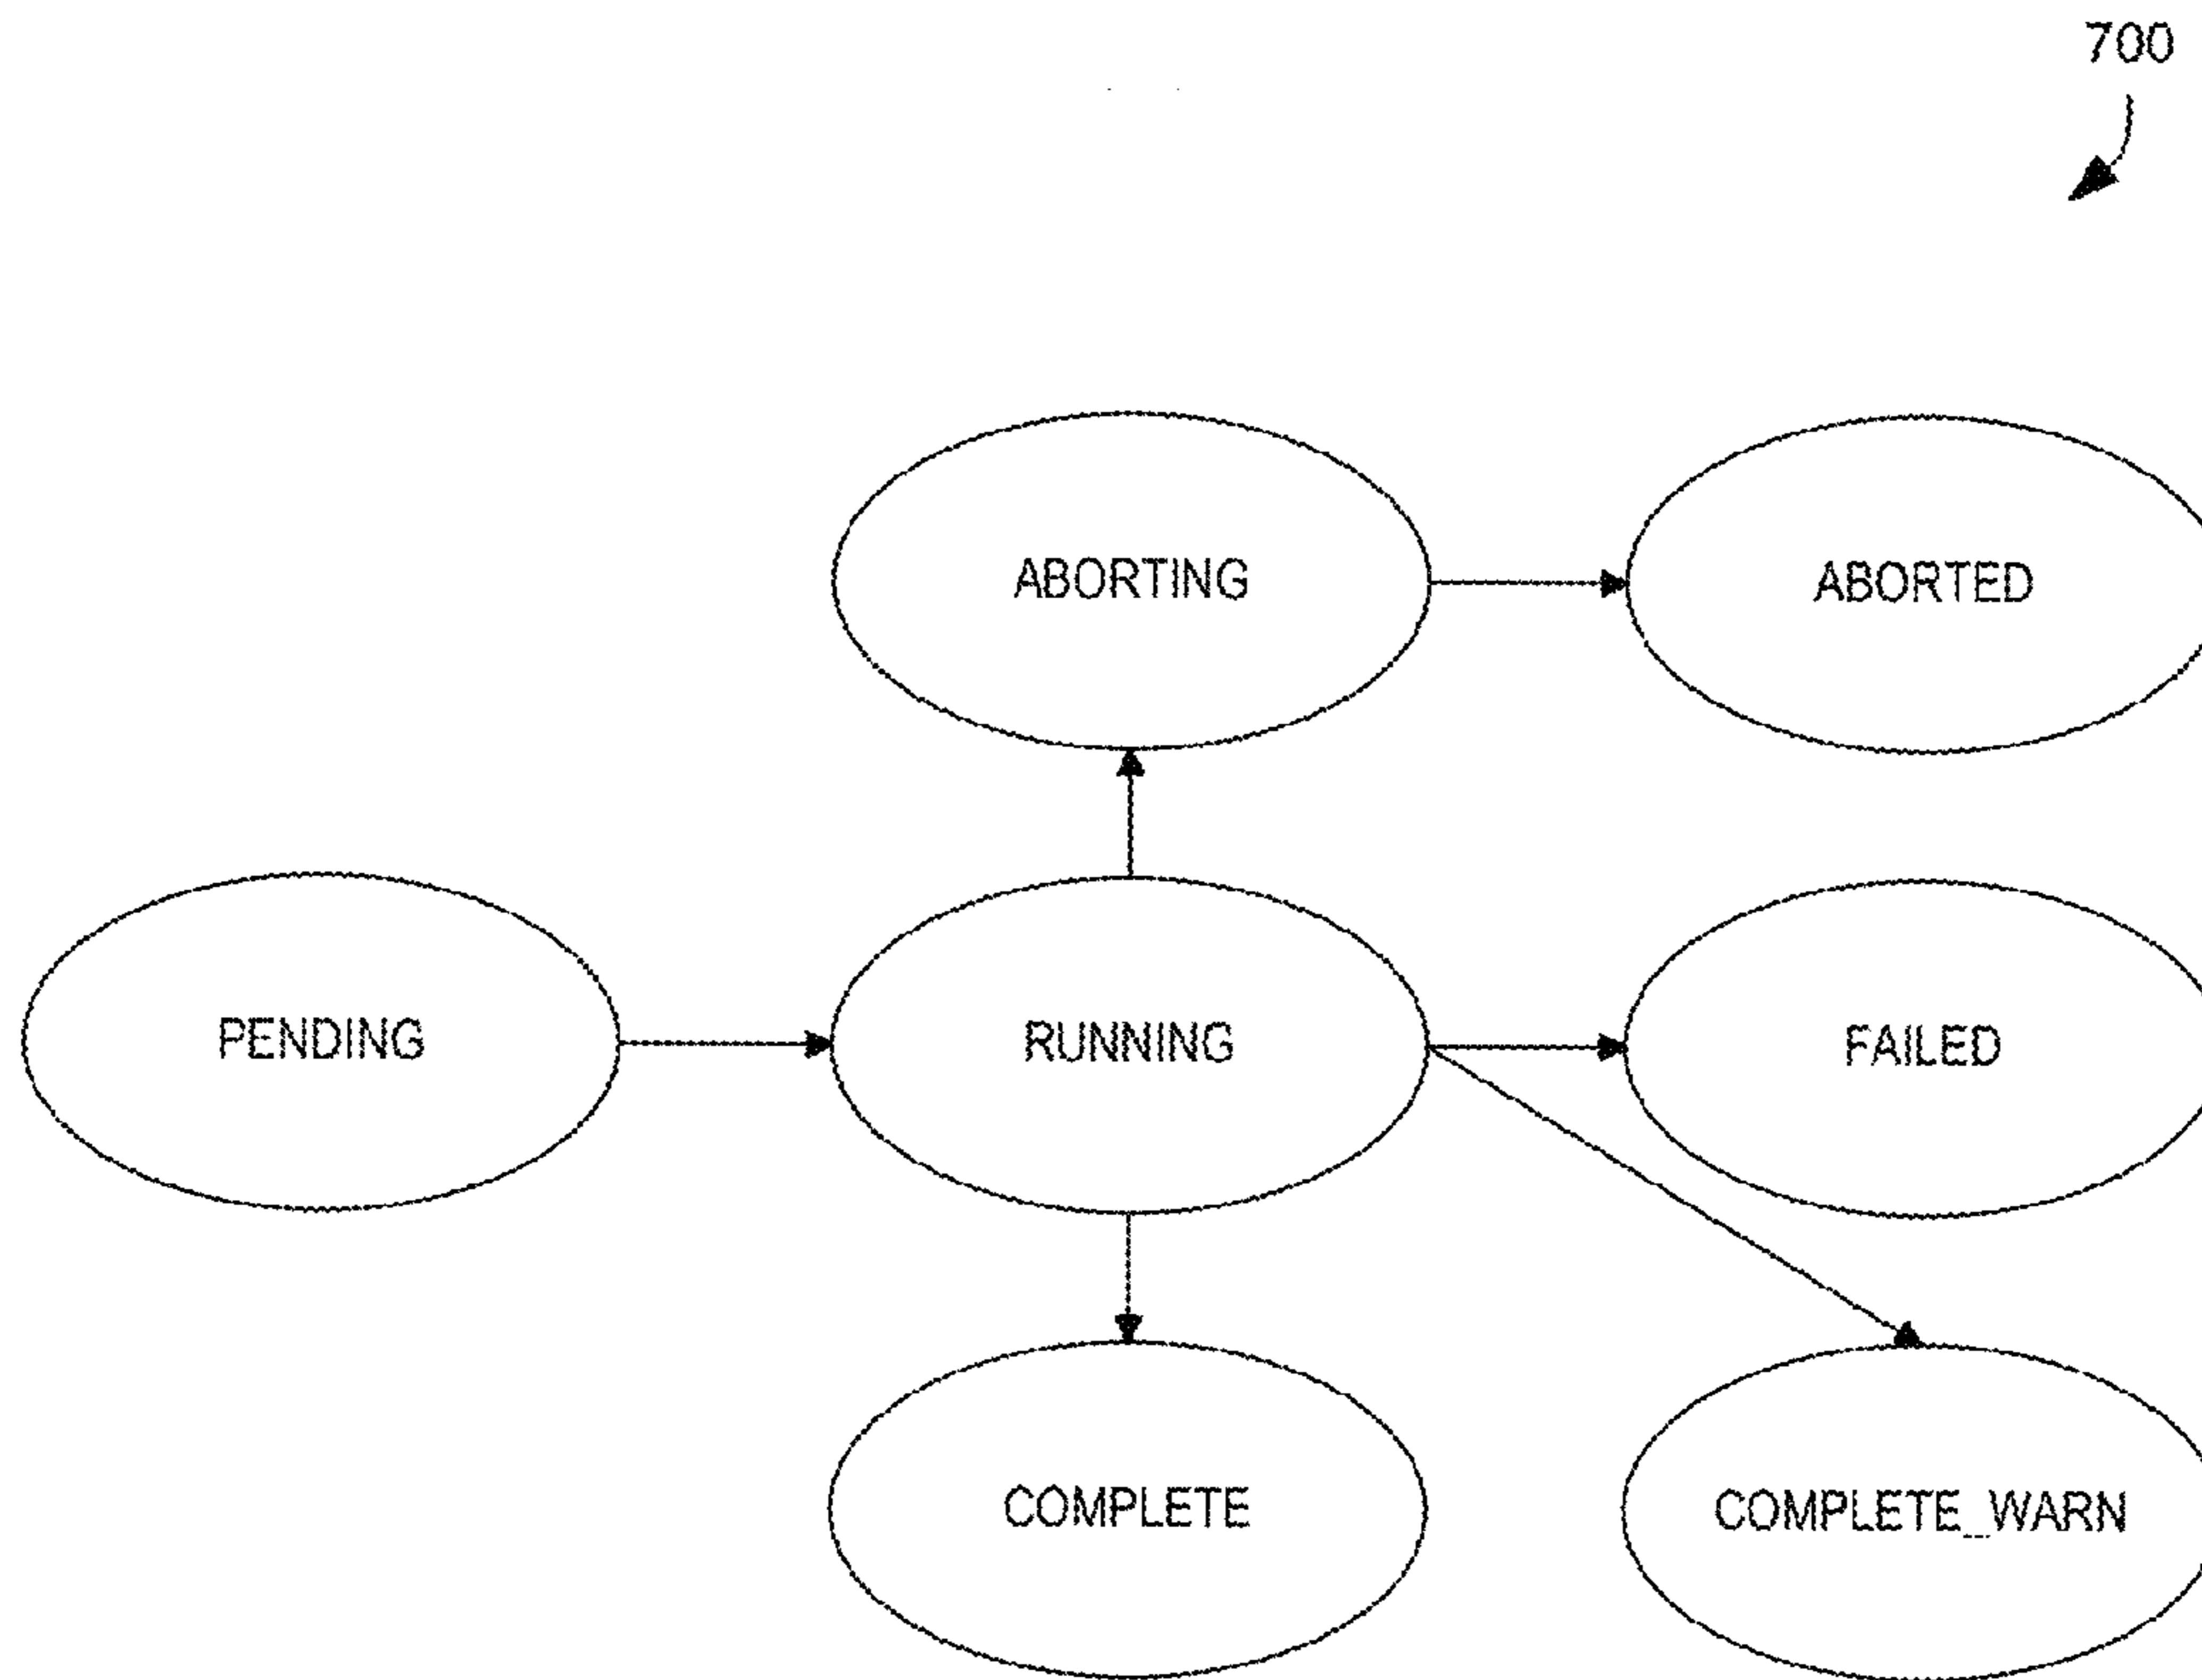 700
ABORTING
ABORTED
PENDING
RUNNING
FAILED
COMPLETE
COMPLETE_WARN